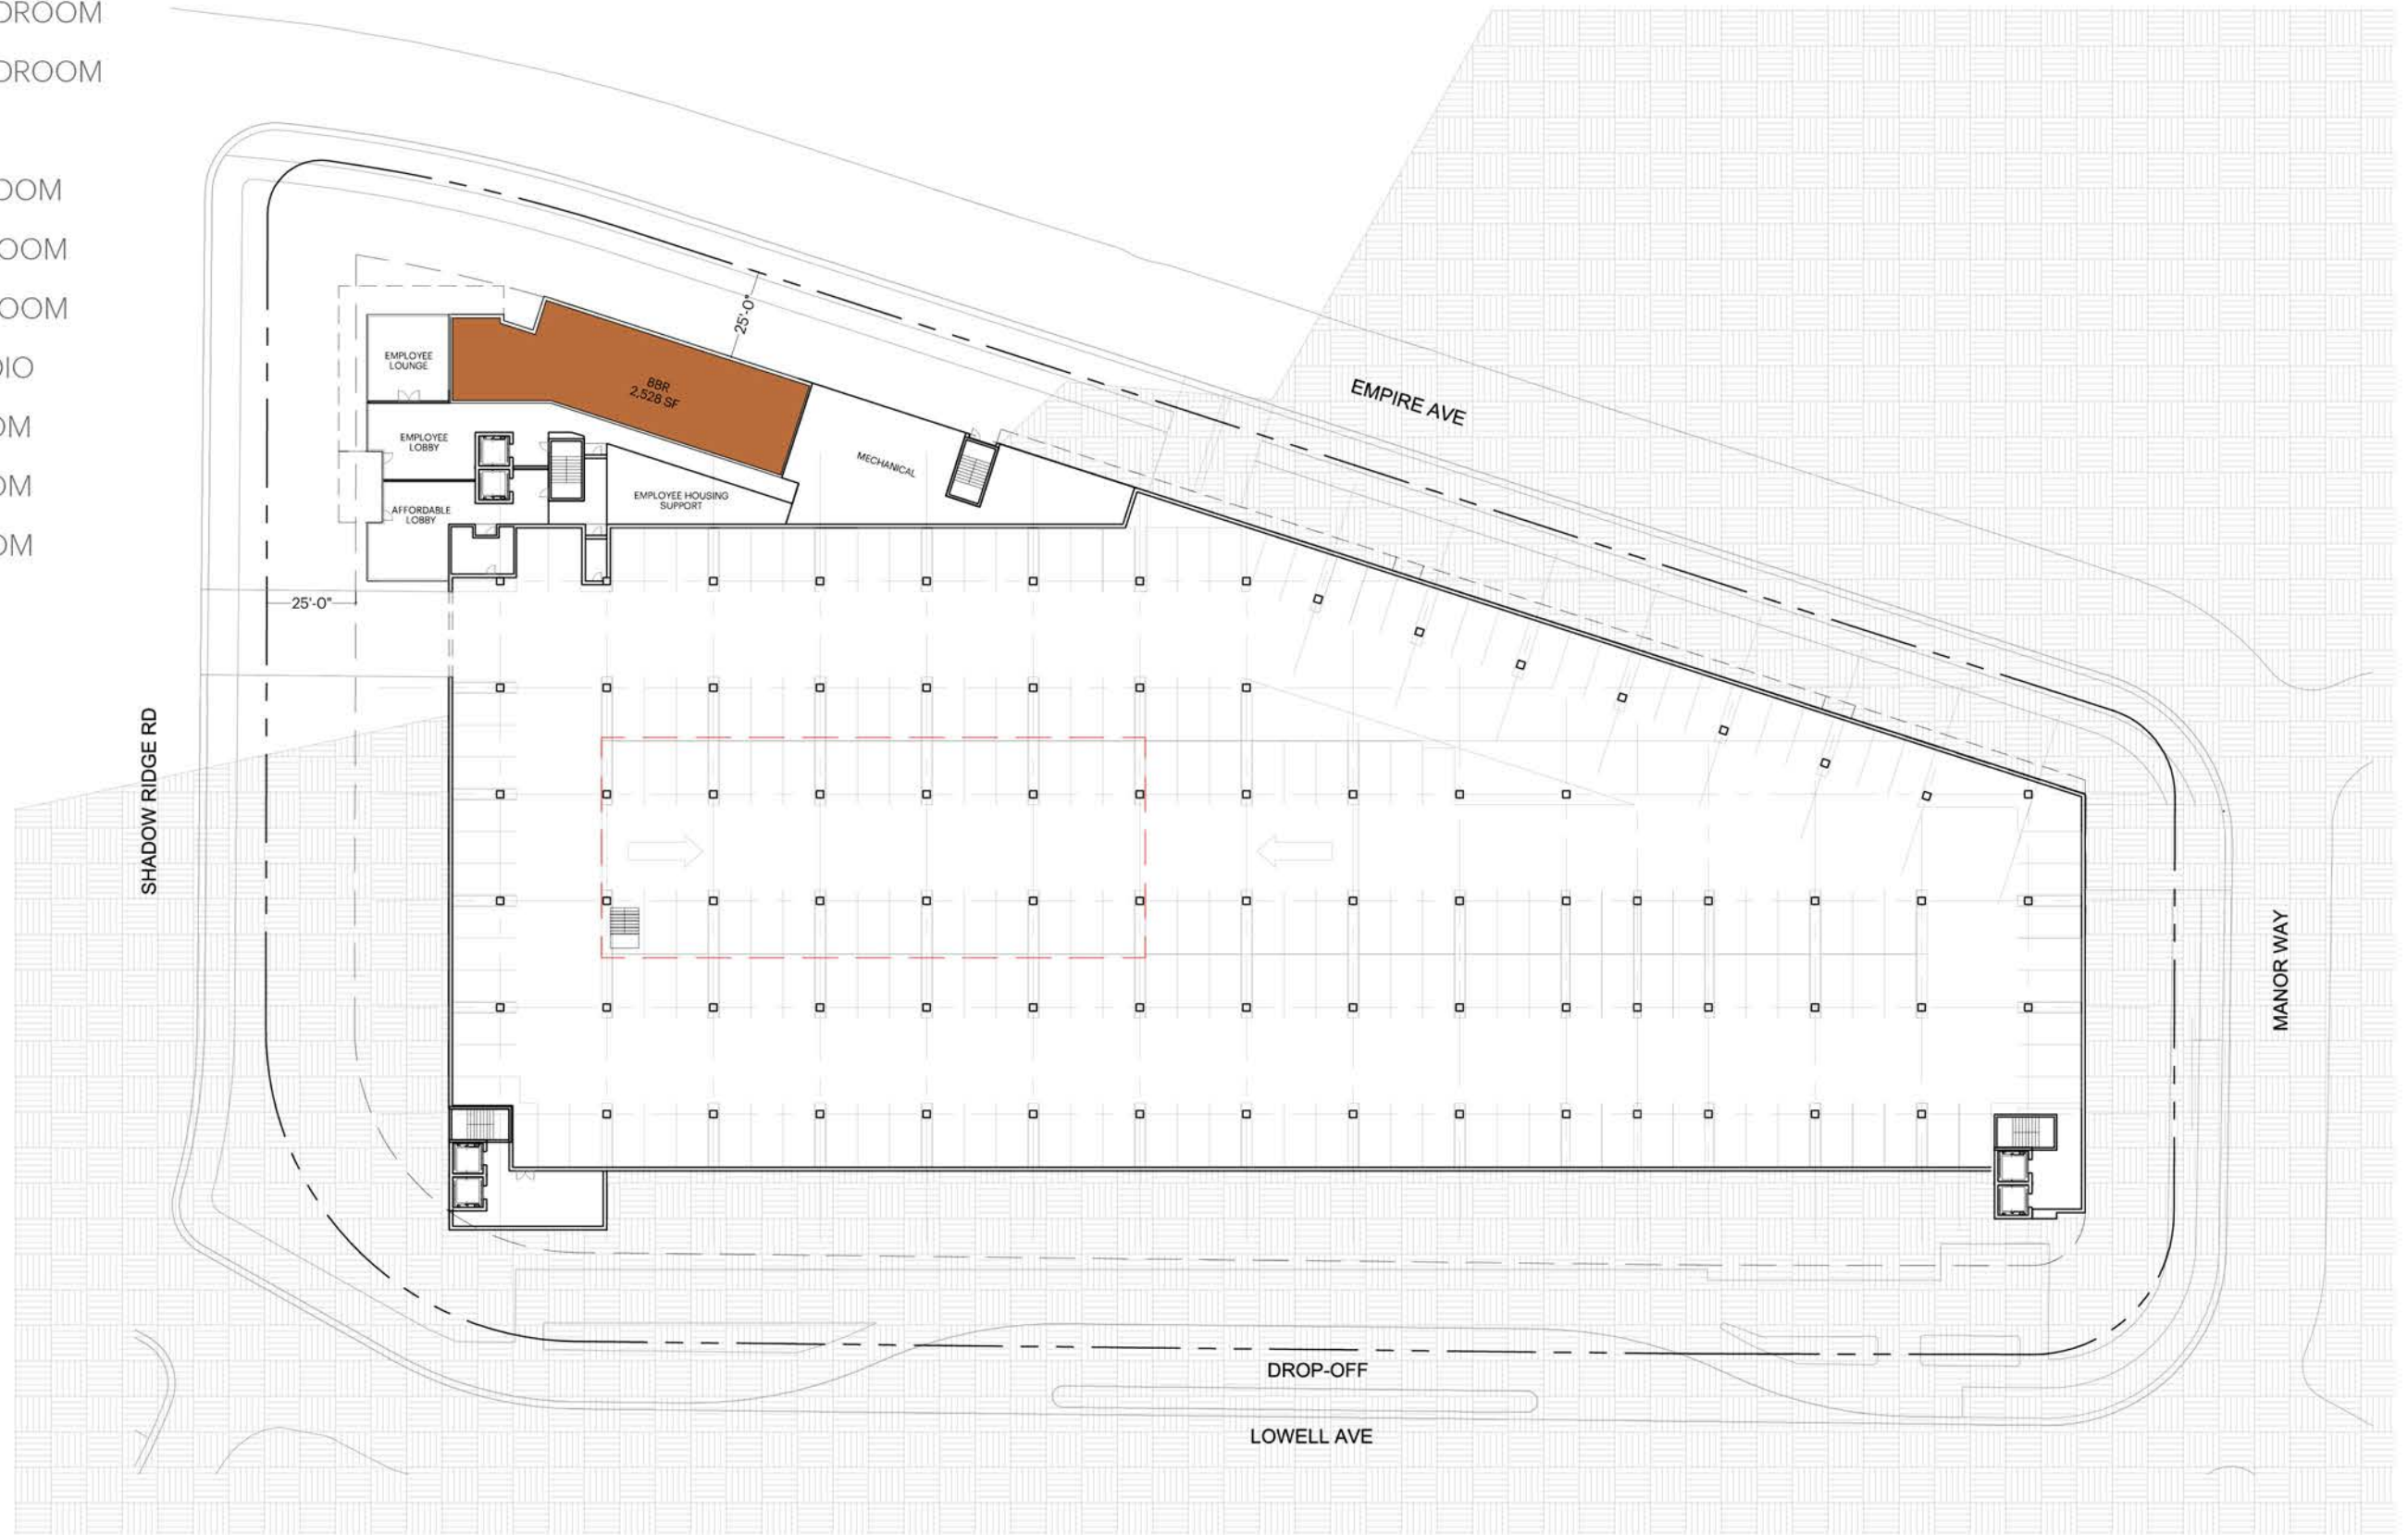 DROOM
DROOM
OOM
OOM
OOM
DIO
OM
OM
OM
25'-0"
EMPLOYEE
LOUNGE
8BR
2,528 SF
EMPIRE AVE
EMPLOYEE
LOBBY
MECHANICAL
EMPLOYEE HOUSING
SUPPORT
AFFORDABLE
LOBBY
25'-0"
SHADOW RIDGE RD
MANOR WAY
DROP-OFF
LOWELL AVE